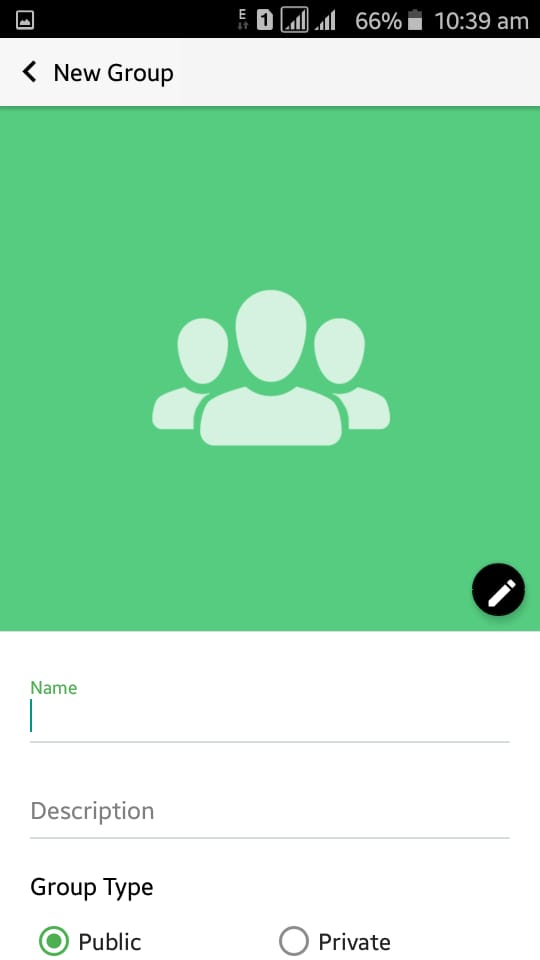 E 1 66% 10:39 am
New Group
Name
Description
Group Type
Public Private